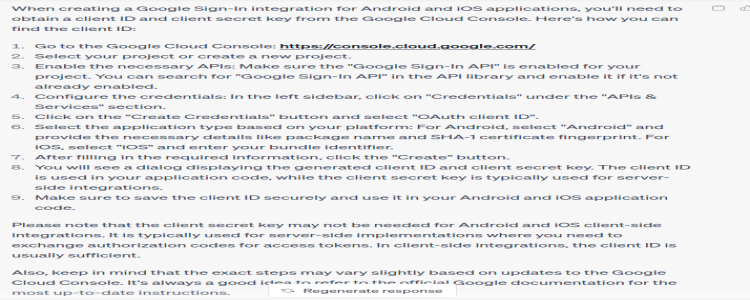 When creating a Google Sign-In integration for Android and iOS applications, you'll need to
obtain a client ID and client secret key from the Google Cloud Console. Here's how you can
find the client ID:
1. Go to the Google Cloud Console: https://console.cloud.google.com/
2. Select your project or create a new project.
3. Enable the necessary APIs: Make sure the "Google Sign-In API" is enabled for your
project. You can search for "Google Sign-In API" in the API library and enable it if it's not
already enabled.
4. Configure the credentials: In the left sidebar, click on "Credentials" under the "APIs &
Services" section.
5. Click on the "Create Credentials" button and select "OAuth client ID".
6. Select the application type based on your platform: For Android, select "Android" and
provide the necessary details like package name and SHA-1 certificate fingerprint. For
iOS, select "iOS" and enter your bundle identifier.
7. After filling in the required information, click the "Create" button.
8. You will see a dialog displaying the generated client ID and client secret key. The client ID
is used in your application code, while the client secret key is typically used for server-
side integrations.
9. Make sure to save the client ID securely and use it in your Android and iOS application
code.
Please note that the client secret key may not be needed for Android and iOS client-side
integrations. It is typically used for server-side implementations where you need to
exchange authorization codes for access tokens. In client-side integrations, the client ID is
usually sufficient.
Also, keep in mind that the exact steps may vary slightly based on updates to the Google
Cloud Console. It's always a good idea to refer to the official Google documentation for the
most up-to-date instructions.
Regenerate response